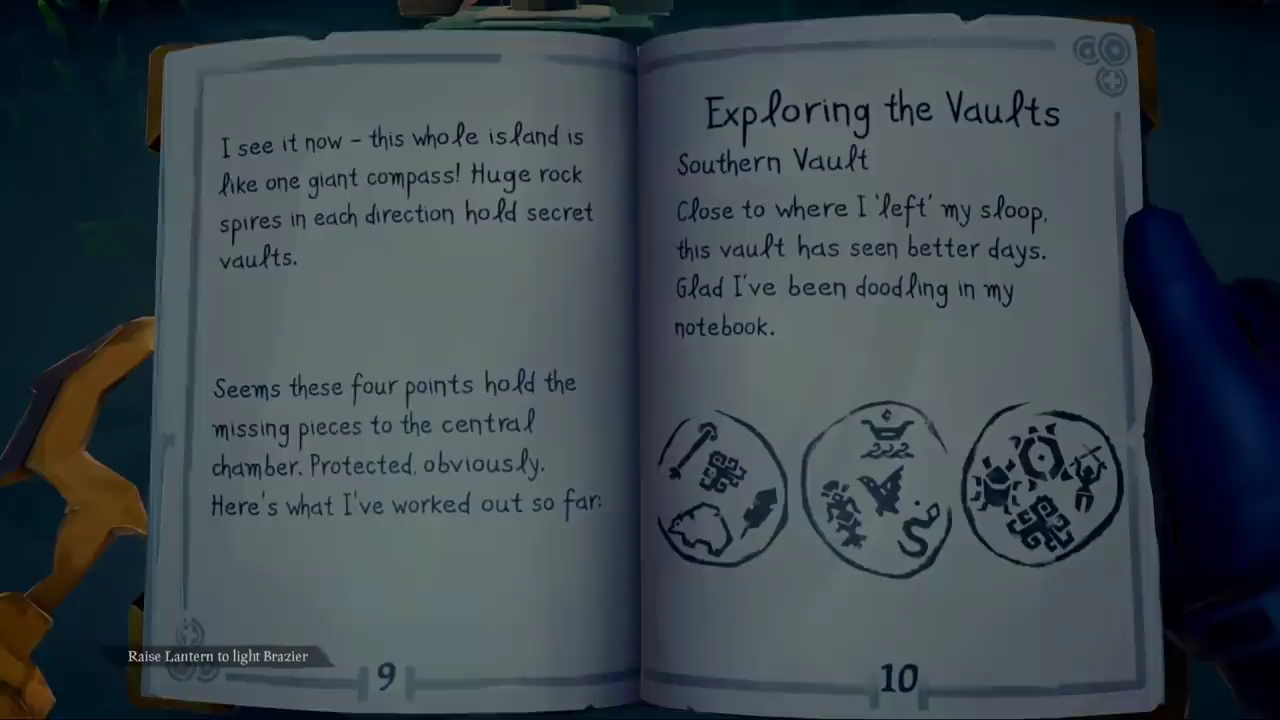 I see it now – this whole island is
like one giant compass! Huge rock
spires in each direction hold secret
vaults.
Seems these four points hold the
missing pieces to the central
chamber. Protected, obviously.
Here's what I've worked out so far:
9
Exploring the Vaults
Southern Vault
Close to where I 'left' my sloop,
this vault has seen better days.
Glad I've been doodling in my
notebook.
10
Raise Lantern to light Brazier